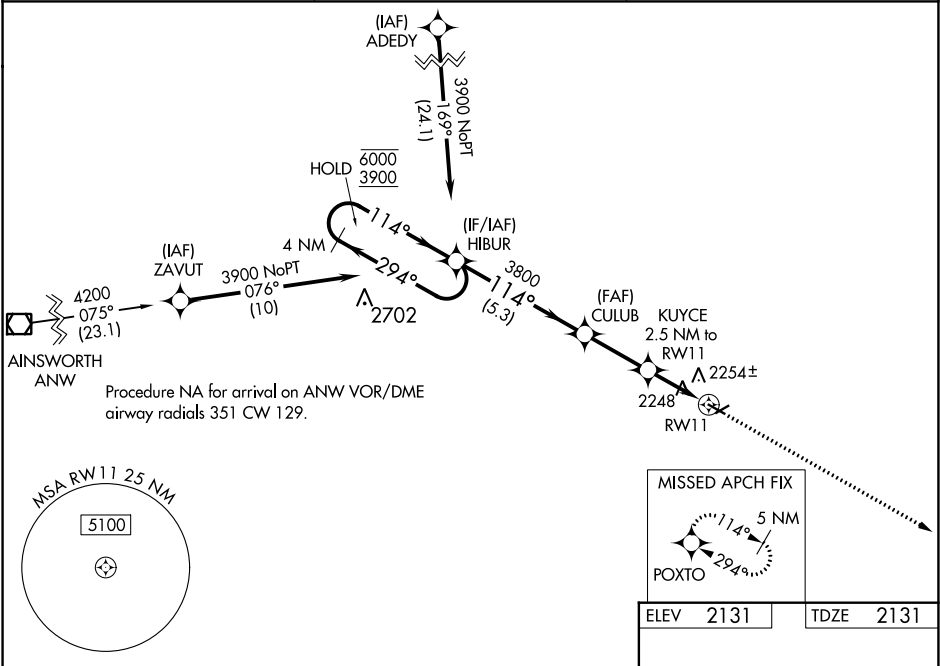 (IAF)
ADEDY
3900 NoPT
169°
(24.1)
HOLD
6000
3900
114°
4 NM
294°
(IF/IAF)
HIBUR
(IAF)
ZAVUT
3900 NoPT
076°
(10)
4200
075°
(23.1)
AINSWORTH
ANW
2702
3800
114°
(5.3)
(FAF)
CULUB
KUYCE
2.5 NM to
RW11
2254±
2248
RW11
Procedure NA for arrival on ANW VOR/DME
airway radials 351 CW 129.
MSA RW11 25 NM
5100
MISSED APCH FIX
5 NM
114°
294°
POXTO
ELEV 2131
TDZE 2131